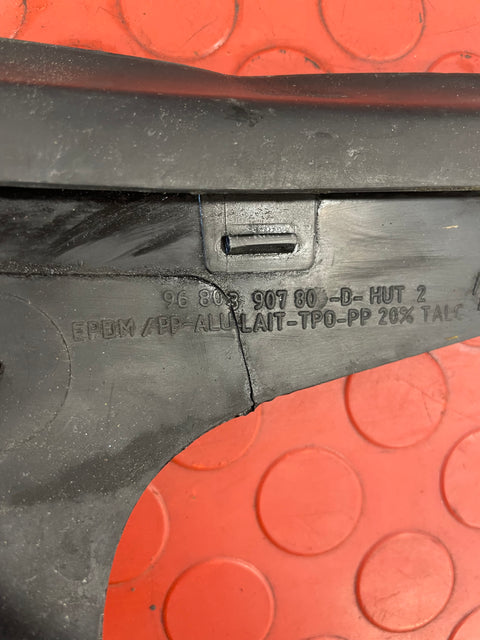 96 803 907 80 -D- HUT 2
EPDM/PP-ALU LAIT-TPO-PP 20% TALC